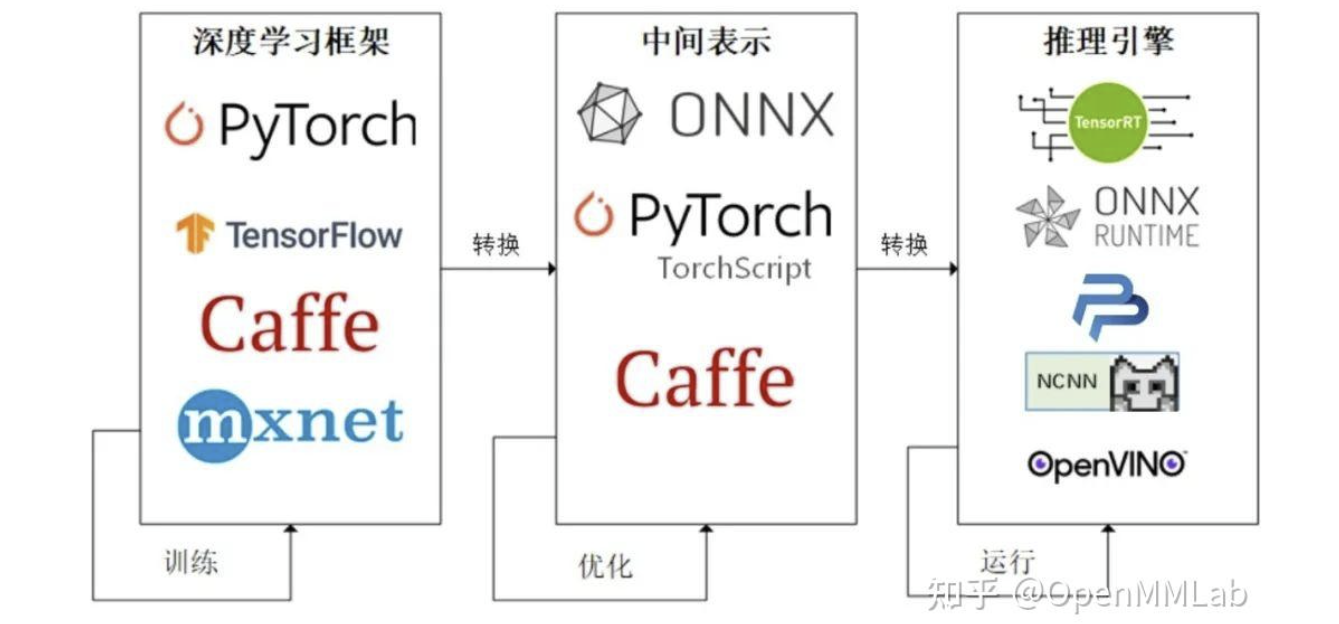 深度学习框架
PyTorch
TensorFlow
Caffe
mxnet
训练
转换
中间表示
ONNX
PyTorch
TorchScript
Caffe
优化
转换
推理引擎
TensorRT
ONNX
RUNTIME
NCNN
OpenVINO
运行
知乎 @OpenMMLab